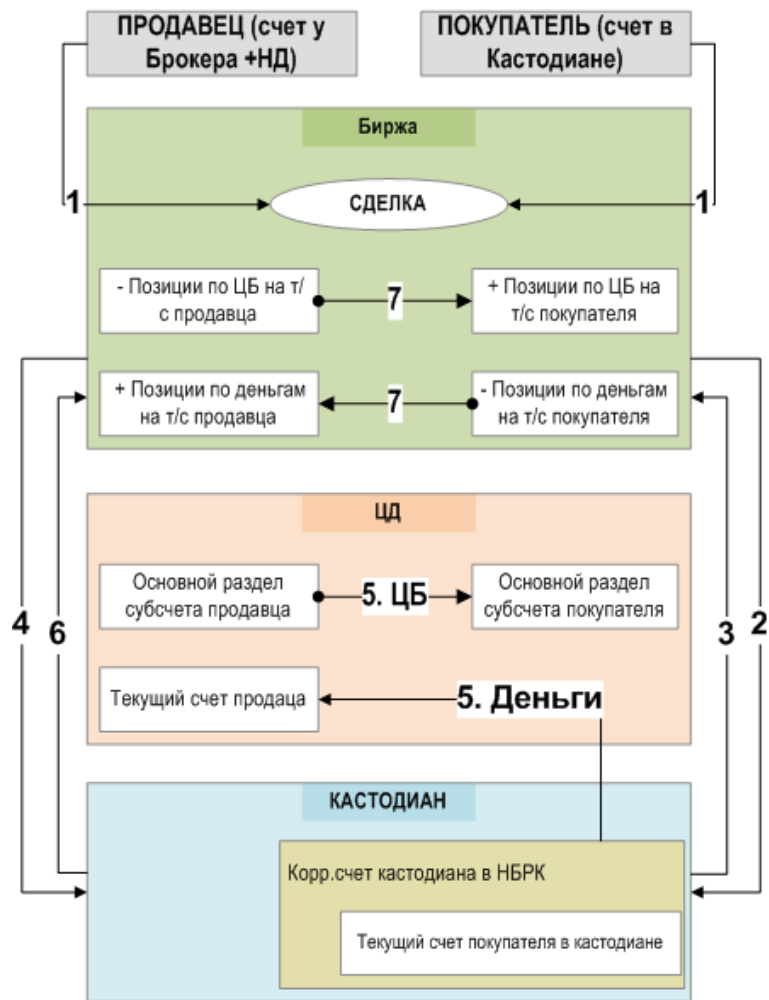 ПРОДАВЕЦ (счет у
Брокера +НД)
ПОКУПАТЕЛЬ (счет в
Кастодиане)
Биржа
1
СДЕЛКА
1
- Позиции по ЦБ на т/
с продавца
7
+ Позиции по ЦБ на
т/с покупателя
+ Позиции по деньгам
на т/с продавца
7
- Позиции по деньгам
на т/с покупателя
ЦД
Основной раздел
субсчета продавца
5. ЦБ
Основной раздел
субсчета покупателя
4
6
3
2
Текущий счет продаца
5. Деньги
КАСТОДИАН
Корр.счет кастодиана в НБРК
Текущий счет покупателя в кастодиане